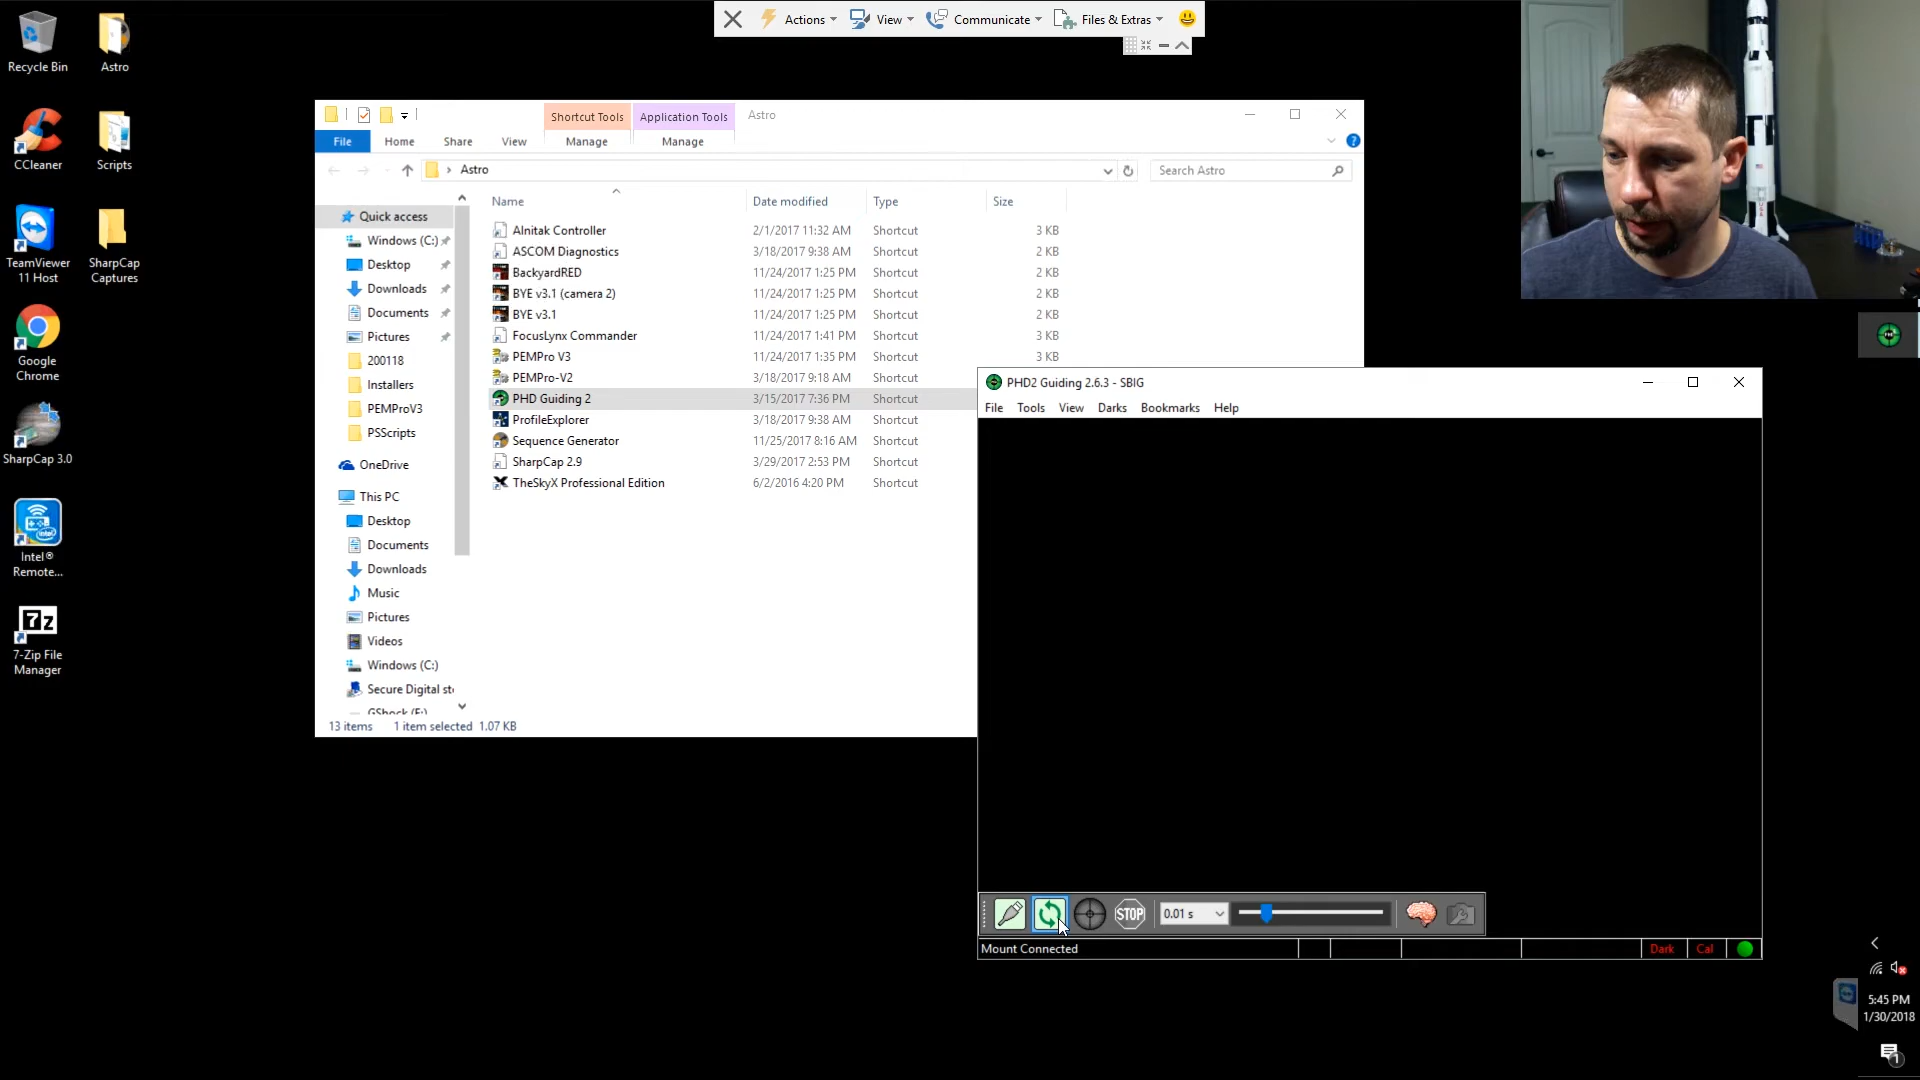 Actions
View
Communicate
Files & Extras
Recycle Bin
Astro
CCleaner
Scripts
TeamViewer
11 Host
SharpCap
Captures
Google
Chrome
SharpCap 3.0
Intel®
Remote...
7-Zip File
Manager
Shortcut Tools
Application Tools
Astro
File
Home
Share
View
Manage
Manage
Astro
Search Astro
Name
Date modified
Type
Size
Quick access
Windows (C:)
Desktop
Downloads
Documents
Pictures
200118
Installers
PEMProV3
PSScripts
OneDrive
This PC
Desktop
Documents
Downloads
Music
Pictures
Videos
Windows (C:)
Secure Digital st
Alnitak Controller 2/1/2017 11:32 AM Shortcut 3 KB
ASCOM Diagnostics 3/18/2017 9:38 AM Shortcut 2 KB
BackyardRED 11/24/2017 1:25 PM Shortcut 2 KB
BYE v3.1 (camera 2) 11/24/2017 1:25 PM Shortcut 2 KB
BYE v3.1 11/24/2017 1:25 PM Shortcut 2 KB
FocusLynx Commander 11/24/2017 1:41 PM Shortcut 3 KB
PEMPro V3 11/24/2017 1:35 PM Shortcut 3 KB
PEMPro-V2 3/18/2017 9:18 AM Shortcut
PHD Guiding 2 3/15/2017 7:36 PM Shortcut
ProfileExplorer 3/18/2017 9:38 AM Shortcut
Sequence Generator 11/25/2017 8:16 AM Shortcut
SharpCap 2.9 3/29/2017 2:53 PM Shortcut
TheSkyX Professional Edition 6/2/2016 4:20 PM Shortcut
13 items 1 item selected 1.07 KB
PHD2 Guiding 2.6.3 - SBIG
File Tools View Darks Bookmarks Help
STOP
0.01 s
Mount Connected
Dark
Cal
5:45 PM
1/30/2018
1